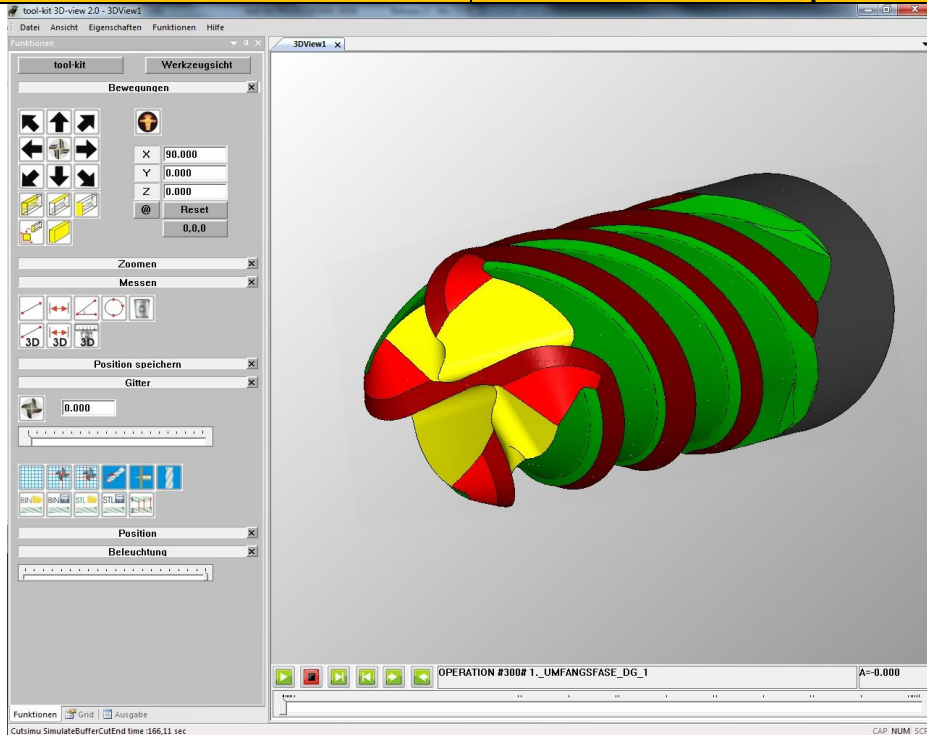 tool-kit 3D-view 2.0 - 3DView1
Datei Ansicht Eigenschaften Funktionen Hilfe
Funktionen
3DView1 x
tool-kit Werkzeugsicht
Bewegungen
X 90.000
Y 0.000
Z 0.000
@ Reset
0,0,0
Zoomen
Messen
3D 3D 3D
Position speichern
Gitter
0.000
BIN BIN STL STL
Position
Beleuchtung
OPERATION #300# 1._UMFANGSFASE_DG_1 A=-0.000
Funktionen Grid Ausgabe
Cutsimu SimulateBufferCutEnd time :166,11 sec CAP NUM SCF